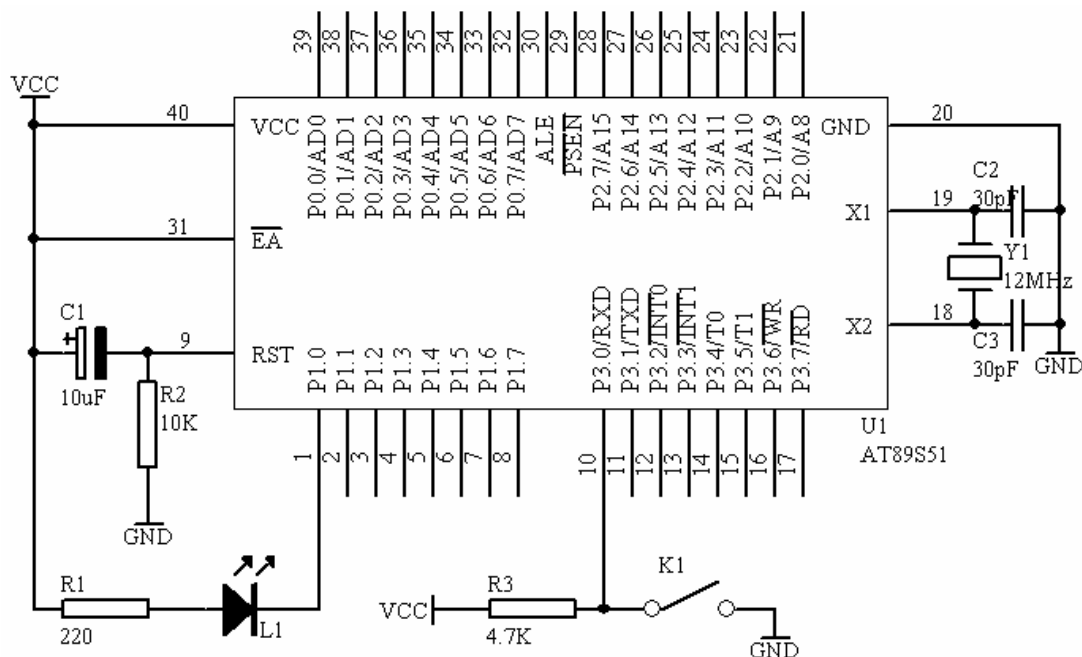 39
38
37
36
35
34
33
32
30
29
28
27
26
25
24
23
22
21
VCC
40
VCC
P0.0/AD0
P0.1/AD1
P0.2/AD2
P0.3/AD3
P0.4/AD4
P0.5/AD5
P0.6/AD6
P0.7/AD7
ALE
PSEN
P2.7/A15
P2.6/A14
P2.5/A13
P2.4/A12
P2.3/A11
P2.2/A10
P2.1/A9
P2.0/A8
GND
20
31
EA
X1
19
C2
30pF
Y1
12MHz
C1
10uF
9
RST
X2
18
C3
30pF
GND
R2
10K
GND
P1.0
P1.1
P1.2
P1.3
P1.4
P1.5
P1.6
P1.7
P3.0/RXD
P3.1/TXD
P3.2/INT0
P3.3/INT1
P3.4/T0
P3.5/T1
P3.6/WR
P3.7/RD
U1
AT89S51
1
2
3
4
5
6
7
8
10
11
12
13
14
15
16
17
R1
220
L1
VCC
R3
4.7K
K1
GND